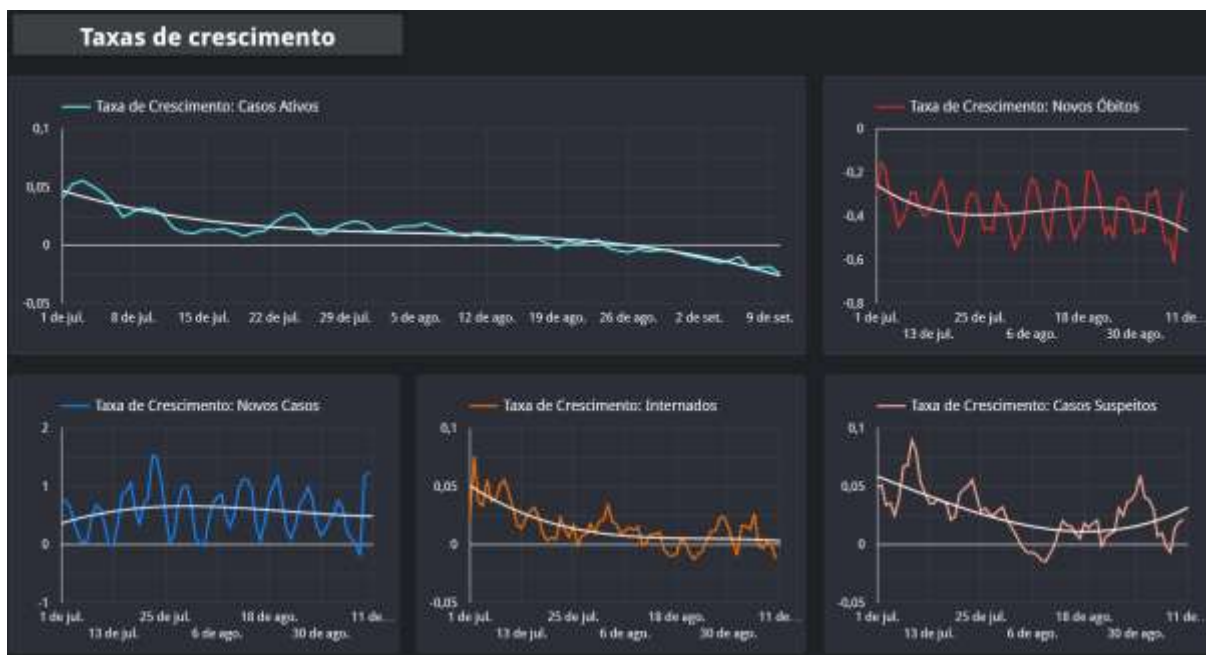 Taxas de crescimento
Taxa de Crescimento: Casos Ativos
0,1
0,05
0
-0,05
1 de jul. 8 de jul. 15 de jul. 22 de jul. 29 de jul. 5 de ago. 12 de ago. 19 de ago. 26 de ago. 2 de set. 9 de set.
Taxa de Crescimento: Novos Óbitos
0
-0,2
-0,4
-0,6
-0,8
1 de jul. 25 de jul. 18 de ago. 11 de...
13 de jul. 6 de ago. 30 de ago.
Taxa de Crescimento: Novos Casos
2
1
0
-1
1 de jul. 25 de jul. 18 de ago. 11 de...
13 de jul. 6 de ago. 30 de ago.
Taxa de Crescimento: Internados
0,1
0,05
0
-0,05
1 de jul. 25 de jul. 18 de ago. 11 de...
13 de jul. 6 de ago. 30 de ago.
Taxa de Crescimento: Casos Suspeitos
0,1
0,05
0
-0,05
1 de jul. 25 de jul. 18 de ago. 11 de...
13 de jul. 6 de ago. 30 de ago.